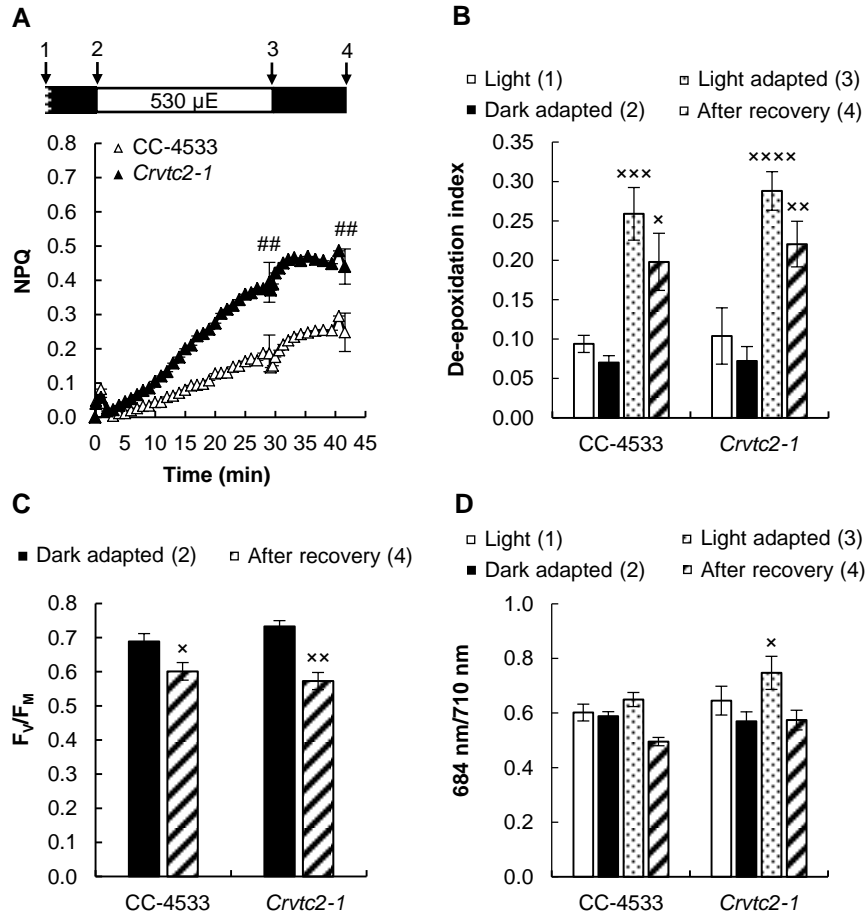 A
1 2 3 4
530 µE
△ CC-4533
▲ Crvtc2-1
0.8
0.7
0.6
0.5
0.4
0.3
0.2
0.1
0.0
NPQ
##
##
0 5 10 15 20 25 30 35 40 45
Time (min)
B
Light (1)
Light adapted (3)
Dark adapted (2)
After recovery (4)
0.35
0.30
0.25
0.20
0.15
0.10
0.05
0.00
De-epoxidation index
×××
×
××××
××
CC-4533
Crvtc2-1
C
Dark adapted (2)
After recovery (4)
0.8
0.7
0.6
0.5
0.4
0.3
0.2
0.1
0.0
FV/FM
×
××
CC-4533
Crvtc2-1
D
Light (1)
Light adapted (3)
Dark adapted (2)
After recovery (4)
1.0
0.8
0.6
0.4
0.2
0.0
684 nm/710 nm
×
CC-4533
Crvtc2-1